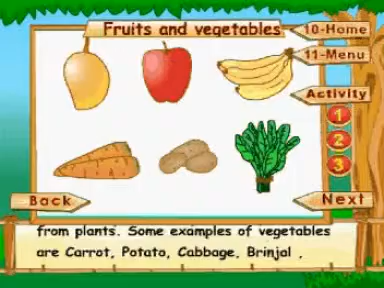 Fruits and vegetables
10-Home
11-Menu
Activity
1
2
3
Back
Next
from plants. Some examples of vegetables
are Carrot, Potato, Cabbage, Brinjal ,